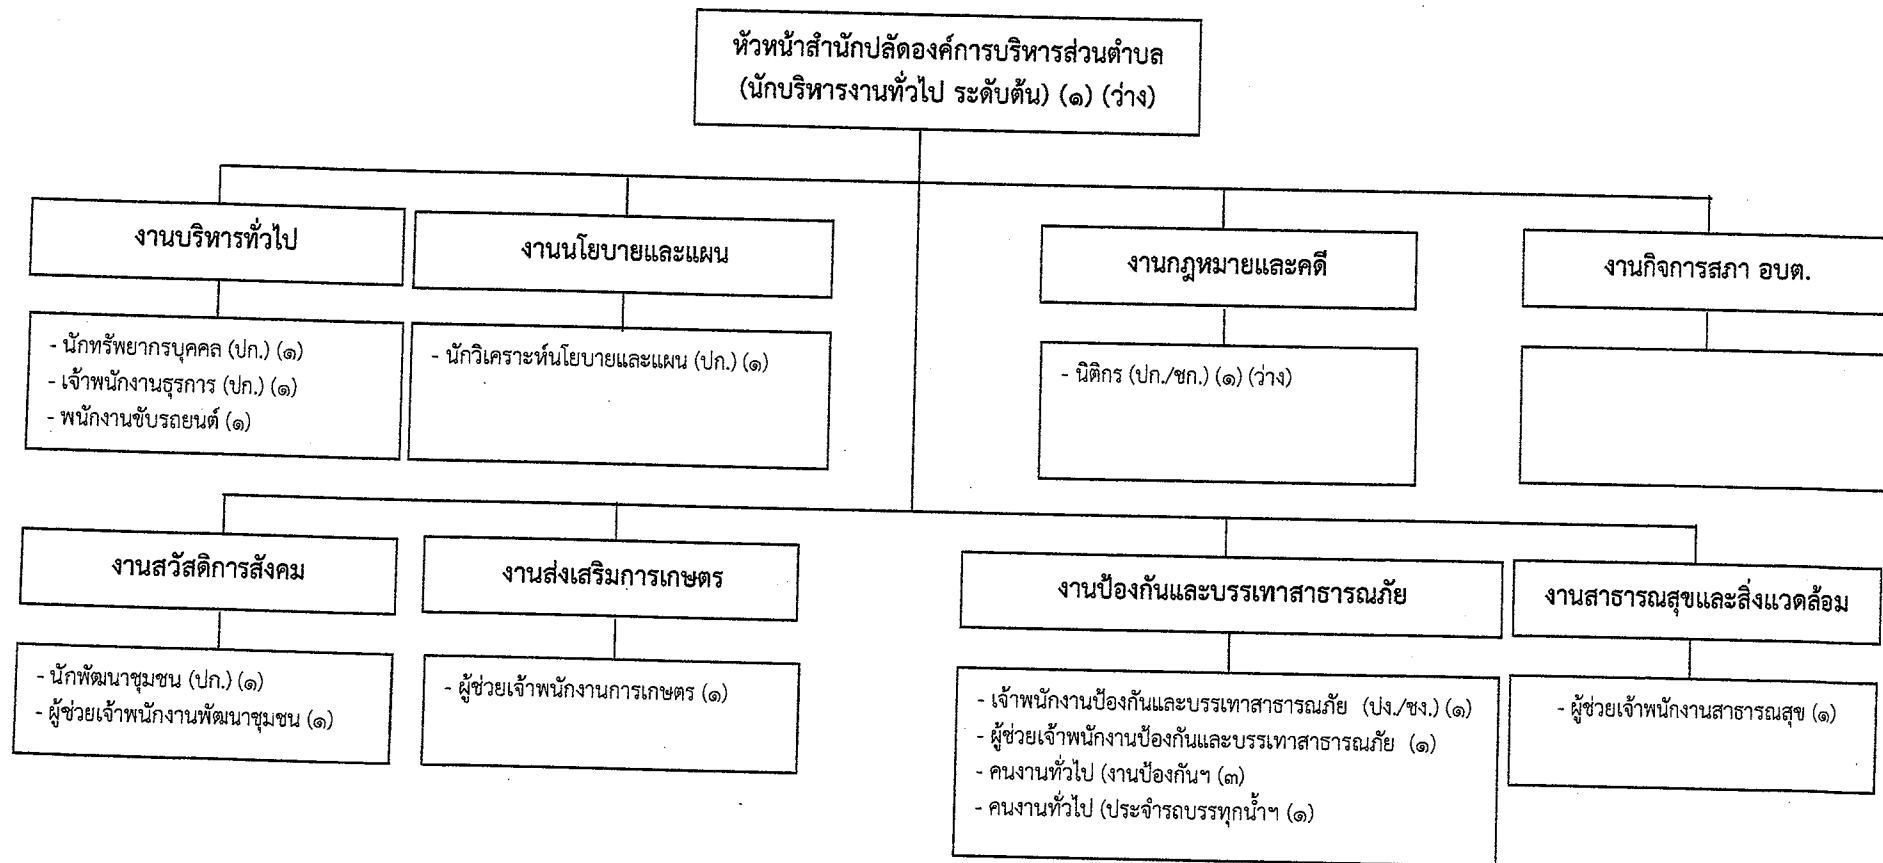 หัวหน้าสำนักปลัดองค์การบริหารส่วนตำบล
(นักบริหารงานทั่วไป ระดับต้น) (๑) (ว่าง)
งานบริหารทั่วไป
- นักทรัพยากรบุคคล (ปก.) (๑)
- เจ้าพนักงานธุรการ (ปก.) (๑)
- พนักงานขับรถยนต์ (๑)
งานนโยบายและแผน
- นักวิเคราะห์นโยบายและแผน (ปก.) (๑)
งานกฎหมายและคดี
- นิติกร (ปก./ชก.) (๑) (ว่าง)
งานกิจการสภา อบต.
งานสวัสดิการสังคม
- นักพัฒนาชุมชน (ปก.) (๑)
- ผู้ช่วยเจ้าพนักงานพัฒนาชุมชน (๑)
งานส่งเสริมการเกษตร
- ผู้ช่วยเจ้าพนักงานการเกษตร (๑)
งานป้องกันและบรรเทาสาธารณภัย
- เจ้าพนักงานป้องกันและบรรเทาสาธารณภัย (ปง./ชง.) (๑)
- ผู้ช่วยเจ้าพนักงานป้องกันและบรรเทาสาธารณภัย (๑)
- คนงานทั่วไป (งานป้องกันฯ (๓)
- คนงานทั่วไป (ประจำรถบรรทุกน้ำฯ (๑)
งานสาธารณสุขและสิ่งแวดล้อม
- ผู้ช่วยเจ้าพนักงานสาธารณสุข (๑)